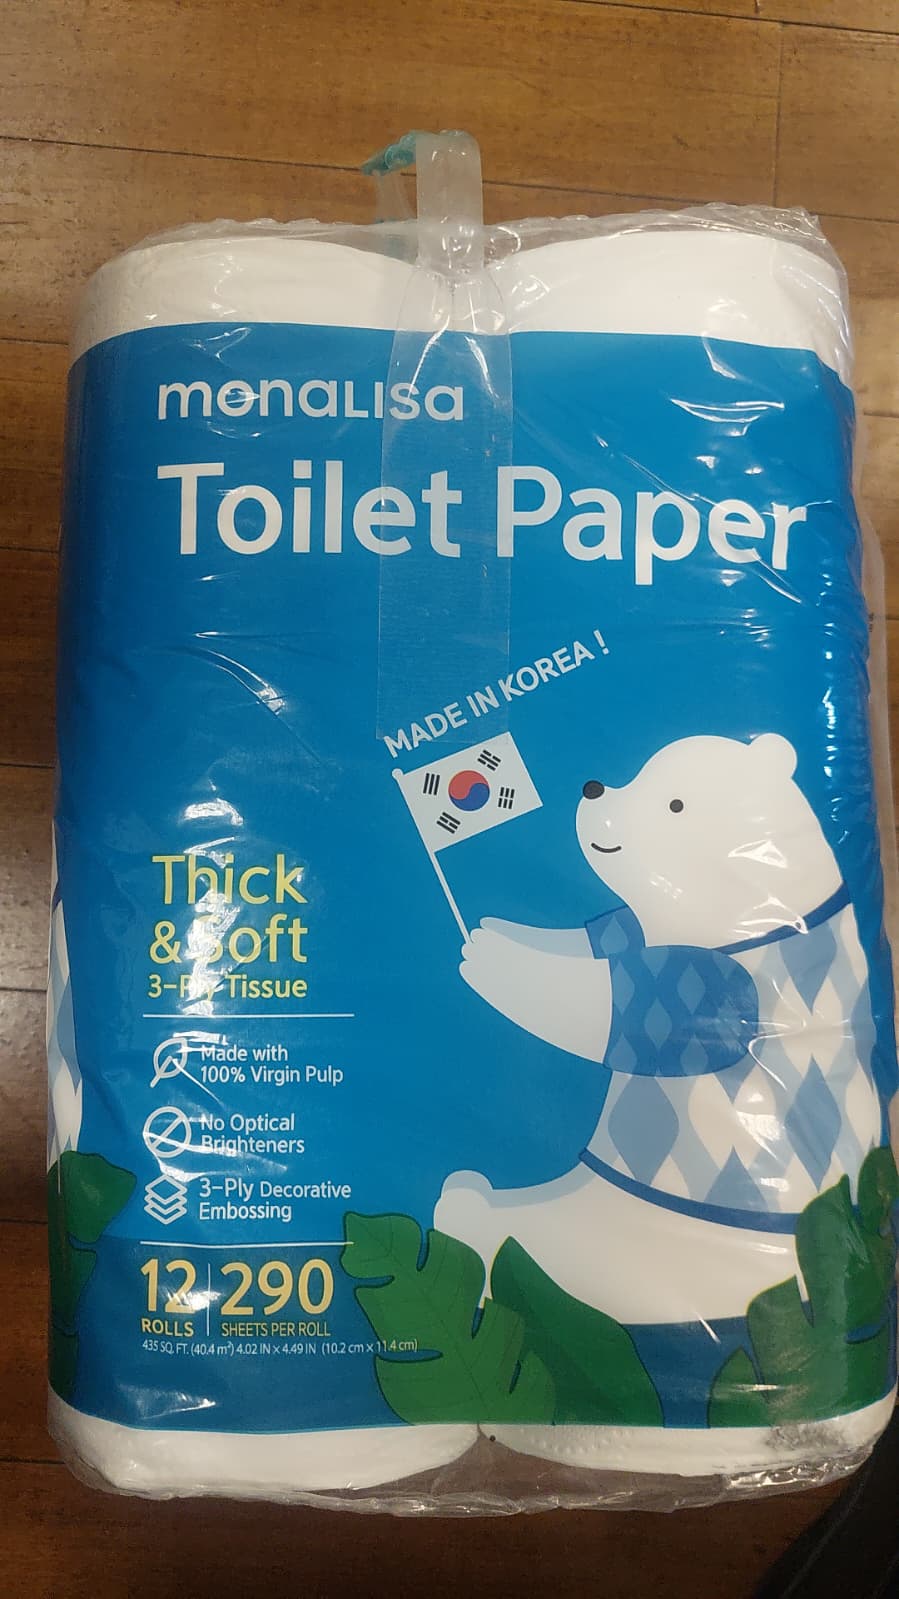 monaLISa
Toilet Paper
MADE IN KOREA !
Thick
& Soft
3-Ply Tissue
Made with
100% Virgin Pulp
No Optical
Brighteners
3-Ply Decorative
Embossing
12 290
ROLLS SHEETS PER ROLL
435 SQ. FT. (40.4 m²) 4.02 IN × 4.49 IN (10.2 cm × 11.4 cm)